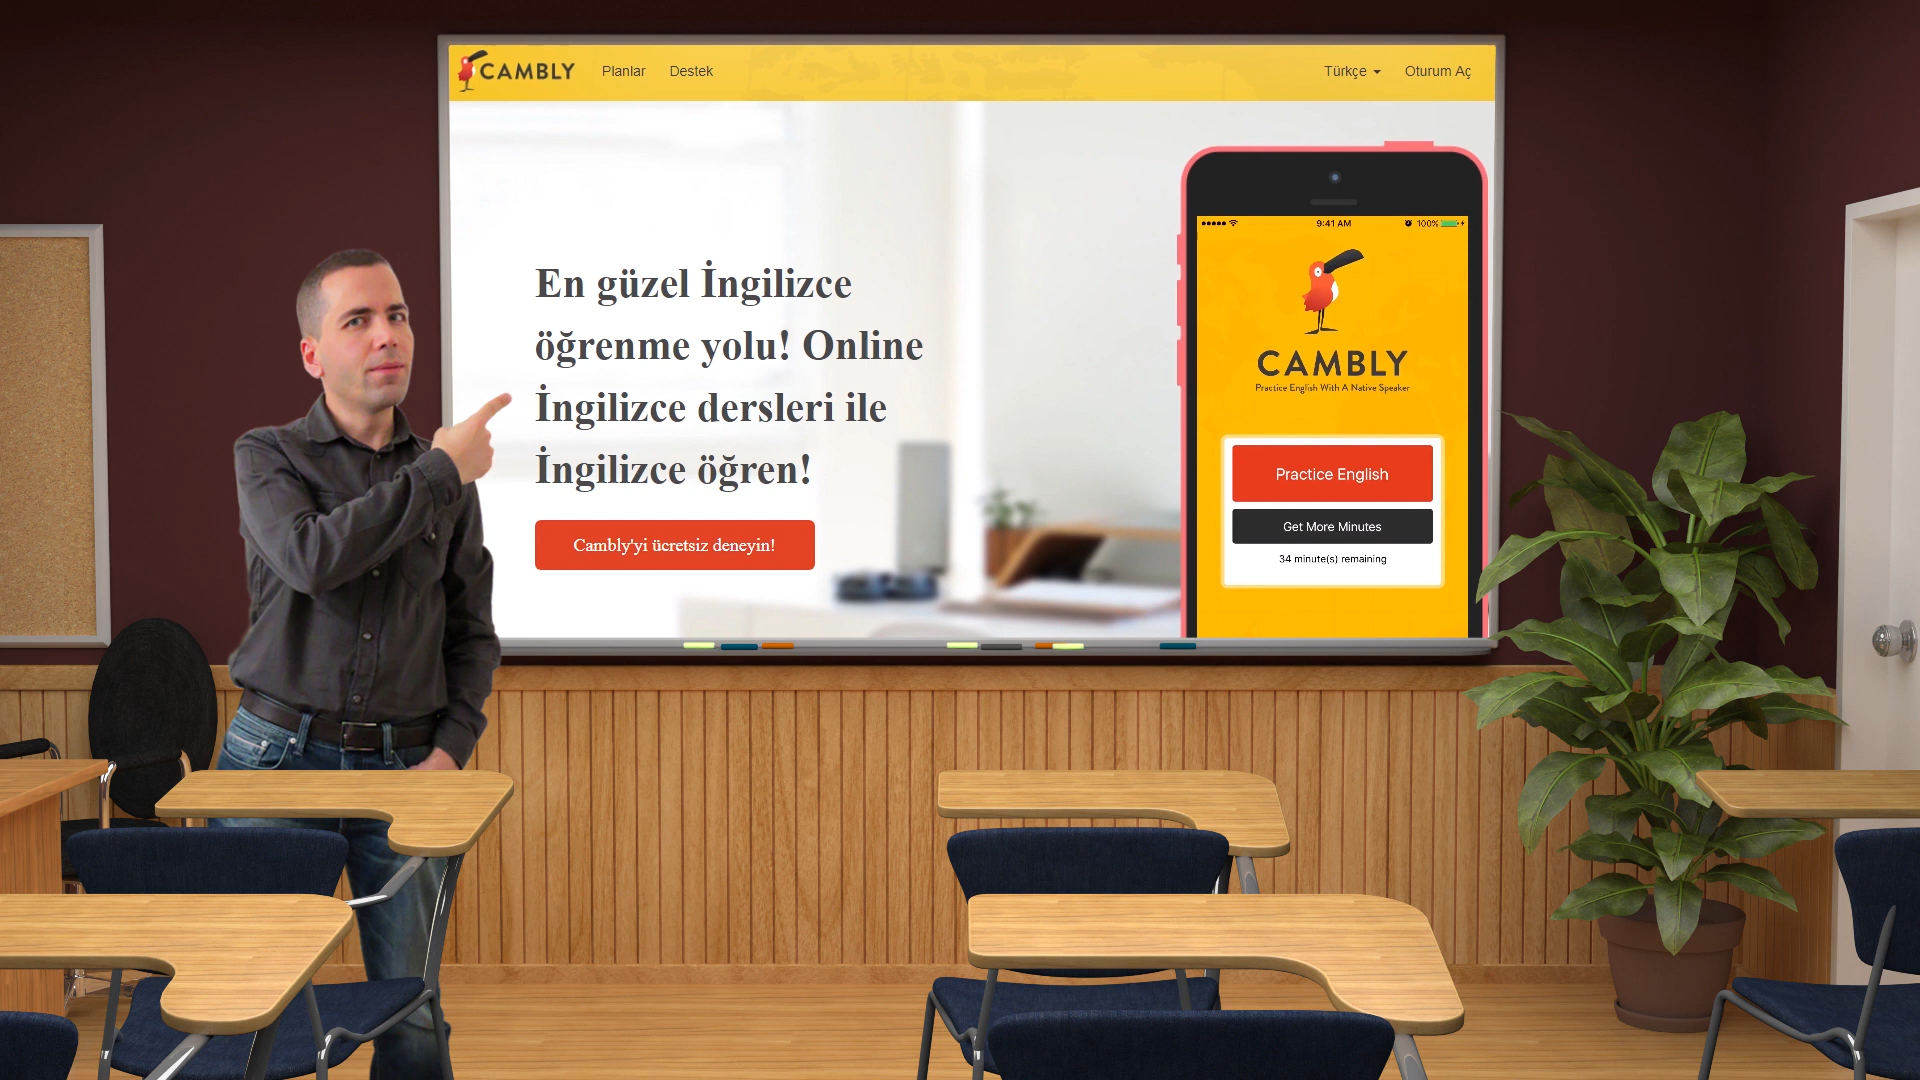 CAMBLY Planlar Destek Türkçe Oturum Aç
En güzel İngilizce
öğrenme yolu! Online
İngilizce dersleri ile
İngilizce öğren!
Cambly'yi ücretsiz deneyin!
9:41 AM 100%
CAMBLY
Practice English With A Native Speaker
Practice English
Get More Minutes
34 minute(s) remaining